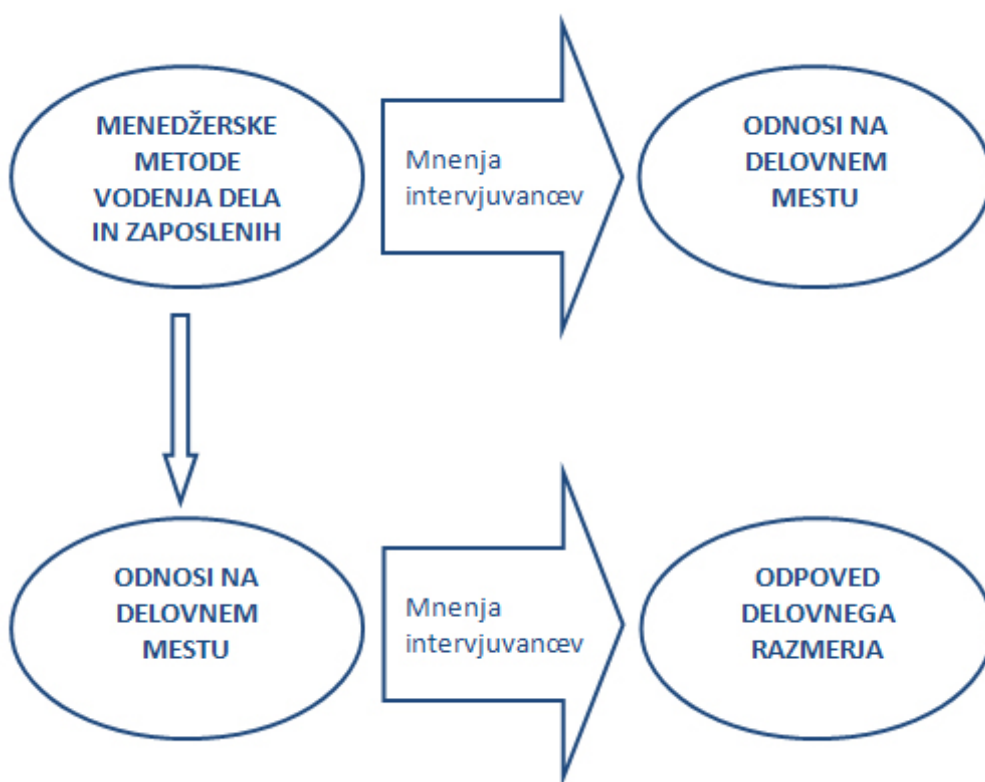 MENEDŽERSKE
METODE
VODENJA DELA
IN ZAPOSLENIH
Mnenja
intervjuvancev
ODNOSI NA
DELOVNEM
MESTU
ODNOSI NA
DELOVNEM
MESTU
Mnenja
intervjuvancev
ODPOVED
DELOVNEGA
RAZMERJA